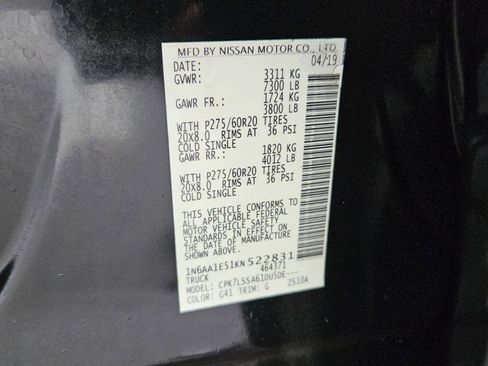 MFD BY NISSAN MOTOR CO., LTD.
DATE: 04/19
GVWR: 3311 KG
7300 LB
GAWR FR.: 1724 KG
3800 LB
WITH P275/60R20 TIRES
20X8.0 RIMS AT 36 PSI
COLD SINGLE
GAWR RR.: 1820 KG
4012 LB
WITH P275/60R20 TIRES
20X8.0 RIMS AT 36 PSI
COLD SINGLE
THIS VEHICLE CONFORMS TO
ALL APPLICABLE FEDERAL
MOTOR VEHICLE SAFETY
STANDARDS IN EFFECT ON
THE DATE OF MANUFACTURE
SHOWN ABOVE.
1N6AA1E51KN522831
TRUCK 464371
MODEL: CPK7LSSA61DU5DE---
COLOR: G41 TRIM: G 2S10A